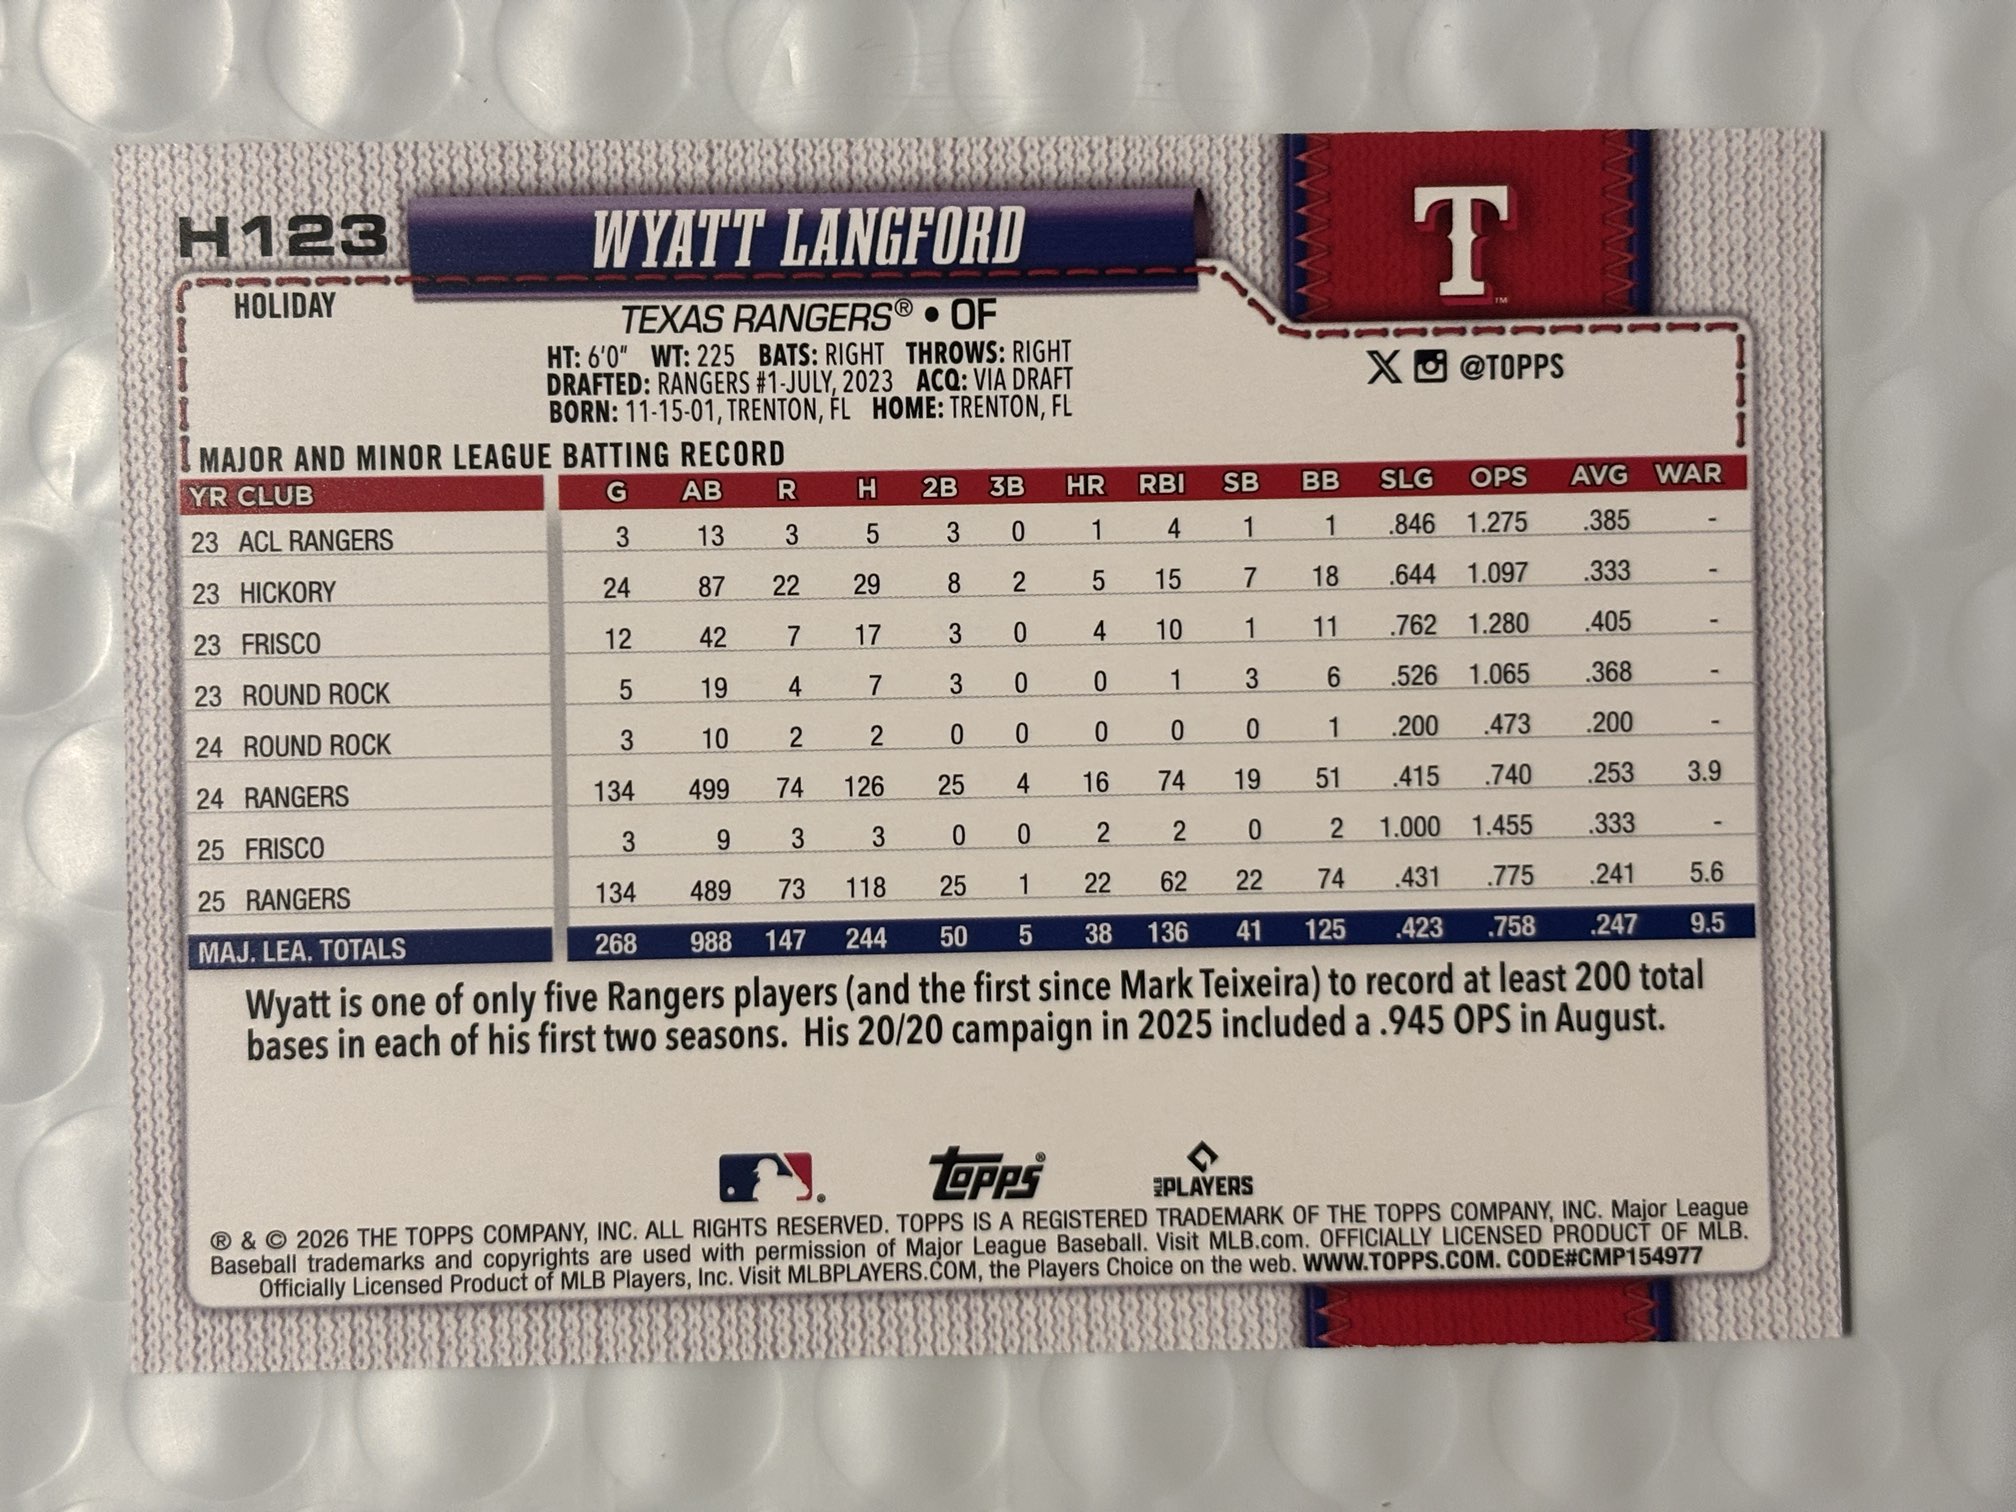 H123
WYATT LANGFORD
T
TM
HOLIDAY
TEXAS RANGERS® • OF
HT: 6'0" WT: 225 BATS: RIGHT THROWS: RIGHT
DRAFTED: RANGERS #1-JULY, 2023 ACQ: VIA DRAFT
BORN: 11-15-01, TRENTON, FL HOME: TRENTON, FL
X @TOPPS
MAJOR AND MINOR LEAGUE BATTING RECORD
YR CLUB G AB R H 2B 3B HR RBI SB BB SLG OPS AVG WAR
23 ACL RANGERS 3 13 3 5 3 0 1 4 1 1 .846 1.275 .385 -
23 HICKORY 24 87 22 29 8 2 5 15 7 18 .644 1.097 .333 -
23 FRISCO 12 42 7 17 3 0 4 10 1 11 .762 1.280 .405 -
23 ROUND ROCK 5 19 4 7 3 0 0 1 3 6 .526 1.065 .368 -
24 ROUND ROCK 3 10 2 2 0 0 0 0 0 1 .200 .473 .200 -
24 RANGERS 134 499 74 126 25 4 16 74 19 51 .415 .740 .253 3.9
25 FRISCO 3 9 3 3 0 0 2 2 0 2 1.000 1.455 .333 -
25 RANGERS 134 489 73 118 25 1 22 62 22 74 .431 .775 .241 5.6
MAJ. LEA. TOTALS 268 988 147 244 50 5 38 136 41 125 .423 .758 .247 9.5
Wyatt is one of only five Rangers players (and the first since Mark Teixeira) to record at least 200 total
bases in each of his first two seasons. His 20/20 campaign in 2025 included a .945 OPS in August.
Topps® MLB PLAYERS
® & © 2026 THE TOPPS COMPANY, INC. ALL RIGHTS RESERVED. TOPPS IS A REGISTERED TRADEMARK OF THE TOPPS COMPANY, INC. Major League
Baseball trademarks and copyrights are used with permission of Major League Baseball. Visit MLB.com. OFFICIALLY LICENSED PRODUCT OF MLB.
Officially Licensed Product of MLB Players, Inc. Visit MLBPLAYERS.COM, the Players Choice on the web. WWW.TOPPS.COM. CODE#CMP154977